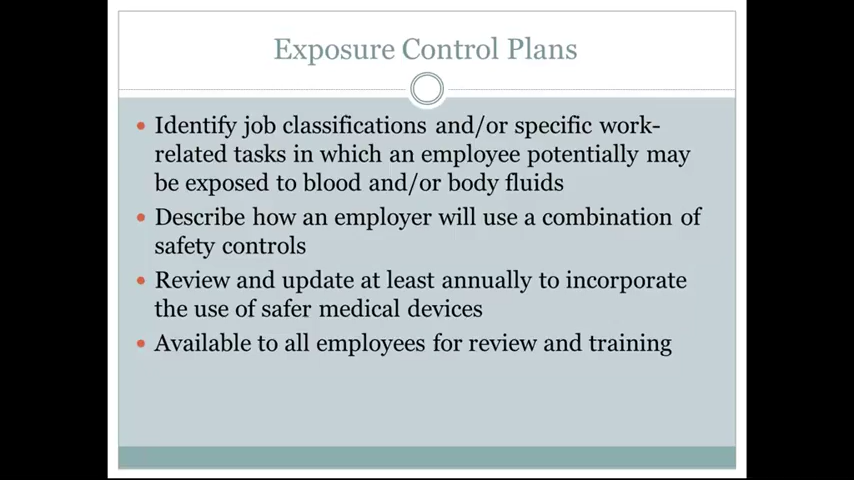 Exposure Control Plans
• Identify job classifications and/or specific work-
related tasks in which an employee potentially may
be exposed to blood and/or body fluids
• Describe how an employer will use a combination of
safety controls
• Review and update at least annually to incorporate
the use of safer medical devices
• Available to all employees for review and training